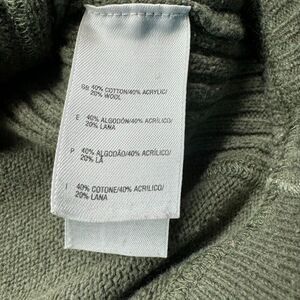 GB 40% COTTON/40% ACRYLIC/
20% WOOL
E 40% ALGODÓN/40% ACRÍLICO/
20% LANA
P 40% ALGODÃO/40% ACRÍLICO/
20% LÃ
I 40% COTONE/40% ACRILICO/
20% LANA